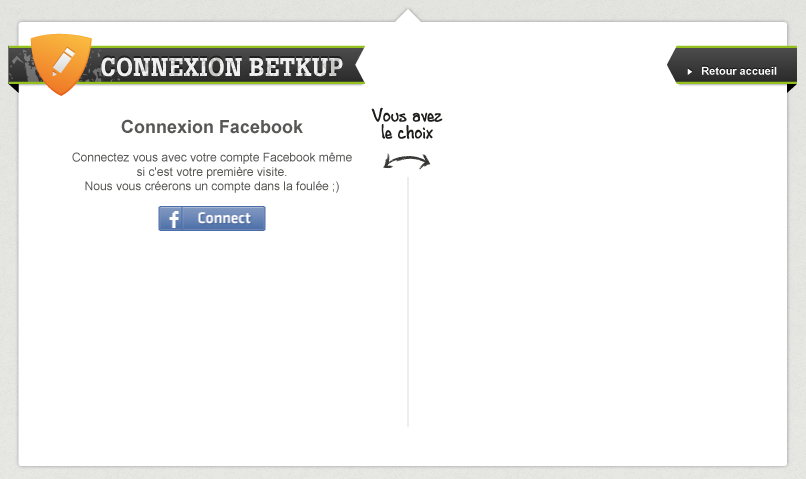 CONNEXION BETKUP
Retour accueil
Connexion Facebook
Connectez vous avec votre compte Facebook même
si c'est votre première visite.
Nous vous créerons un compte dans la foulée ;)
f Connect
Vous avez
le choix